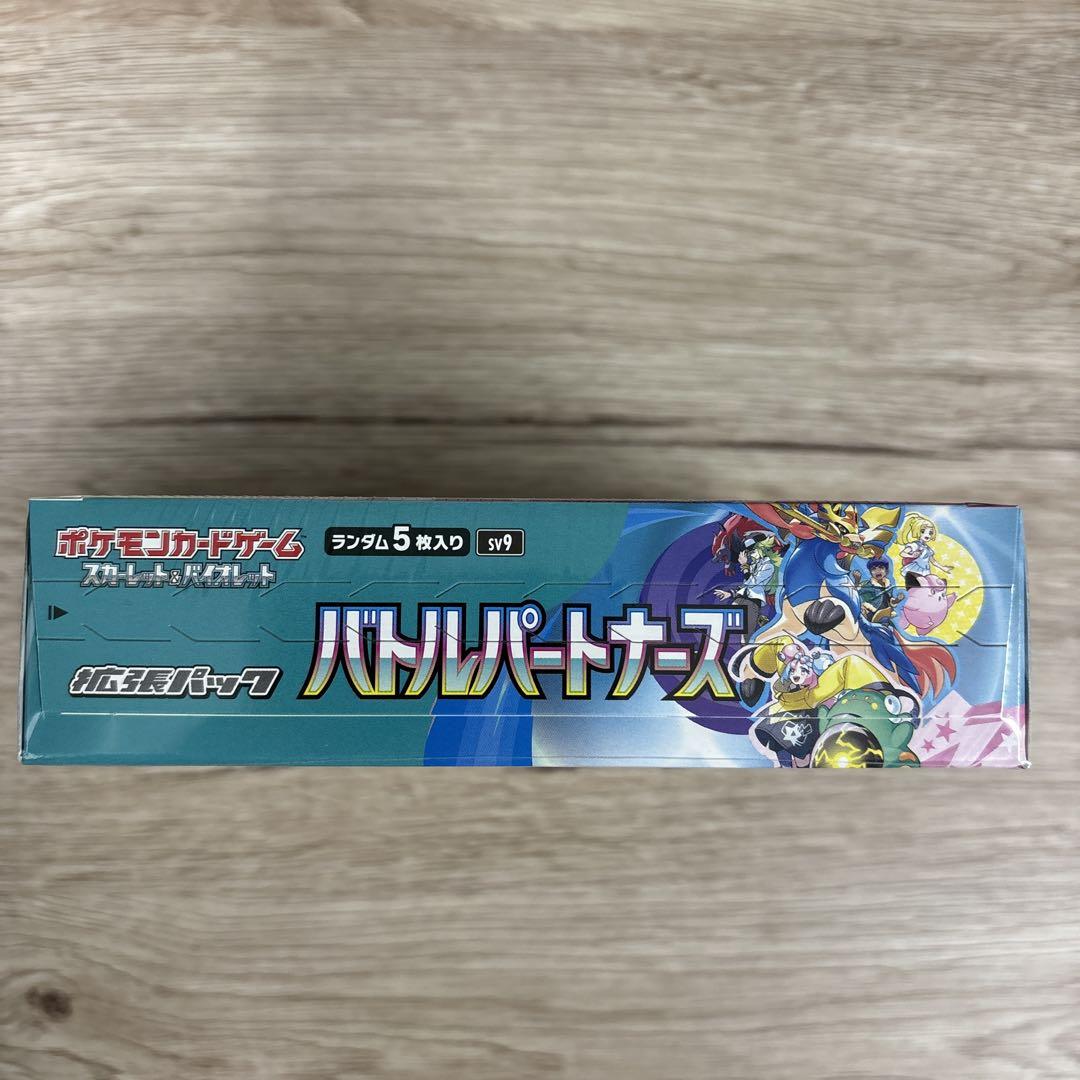 ポケモンカードゲーム
スカーレット&バイオレット
ランダム5枚入り
SV9
拡張パック
バトルパートナーズ